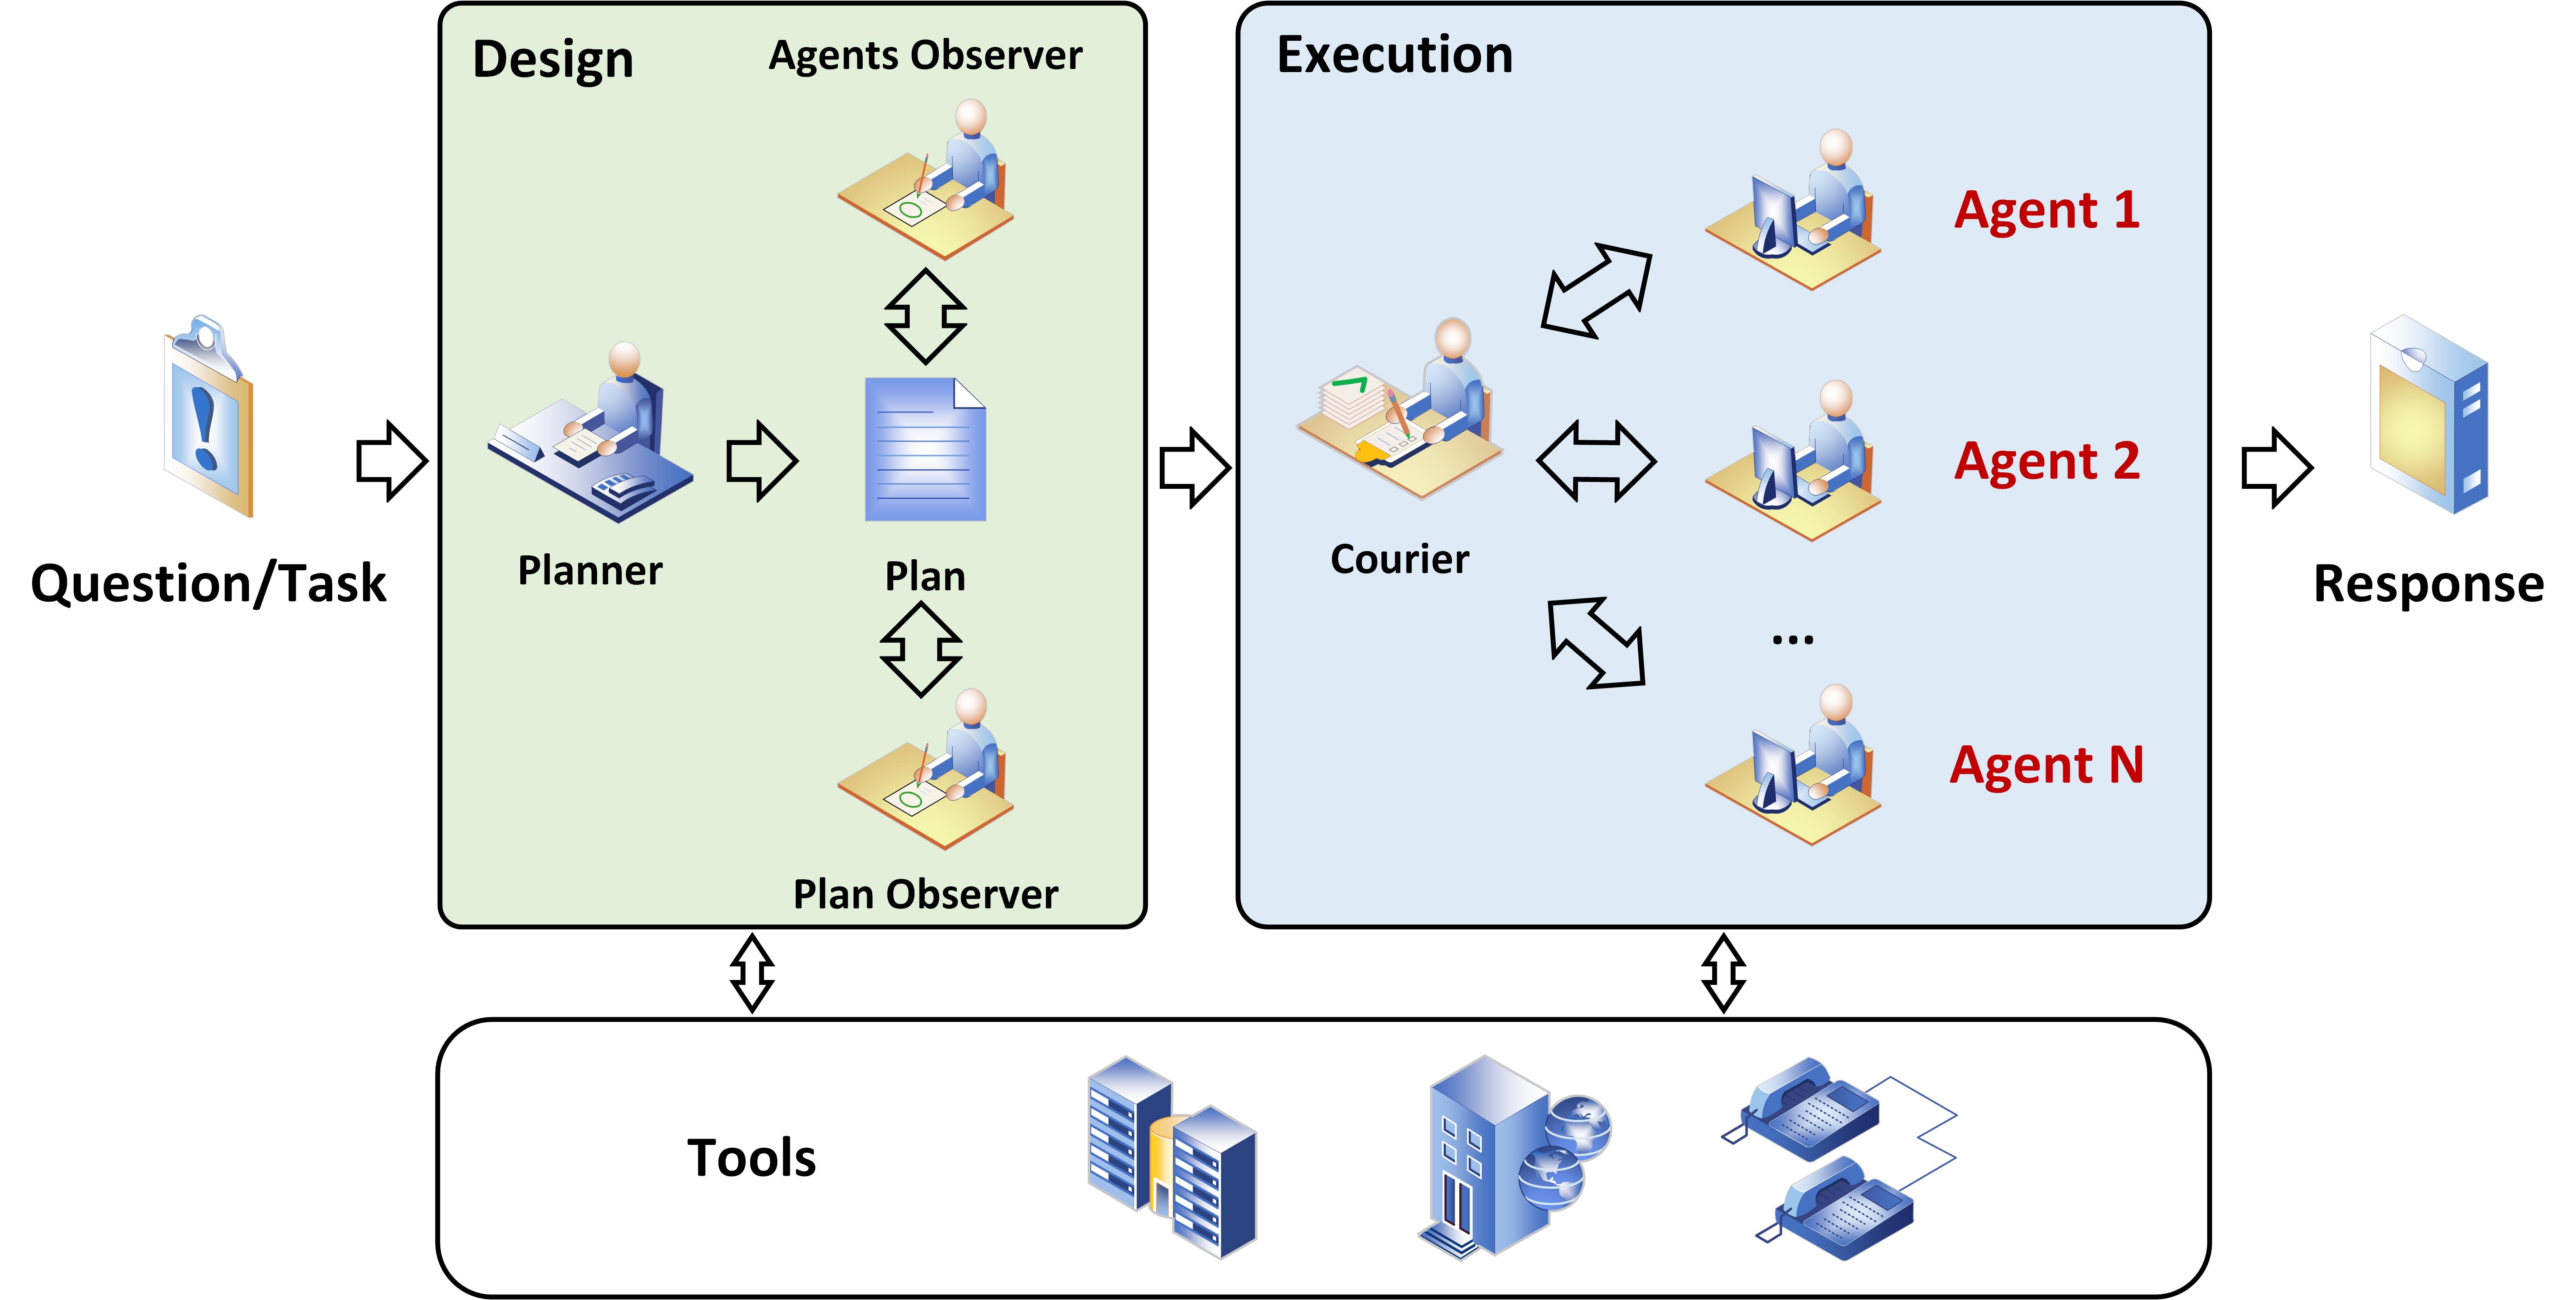 Design
Agents Observer
Execution
Agent 1
Agent 2
Question/Task
Planner
Plan
Courier
...
Response
Agent N
Plan Observer
Tools